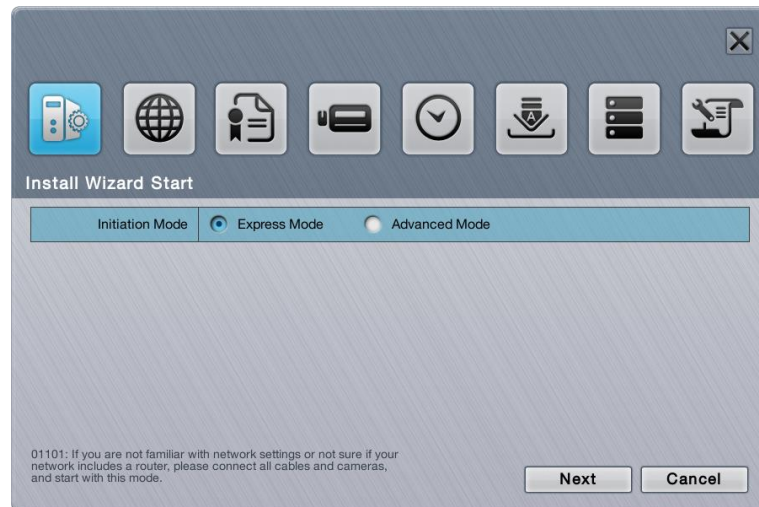 Install Wizard Start
Initiation Mode Express Mode Advanced Mode
01101: If you are not familiar with network settings or not sure if your
network includes a router, please connect all cables and cameras,
and start with this mode.
Next Cancel